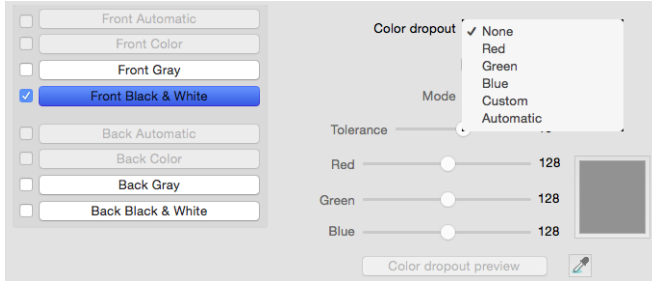 Front Automatic
Front Color
Front Gray
Front Black & White
Back Automatic
Back Color
Back Gray
Back Black & White
Color dropout
✓ None
Red
Green
Blue
Custom
Automatic
Mode
Tolerance
Red 128
Green 128
Blue 128
Color dropout preview